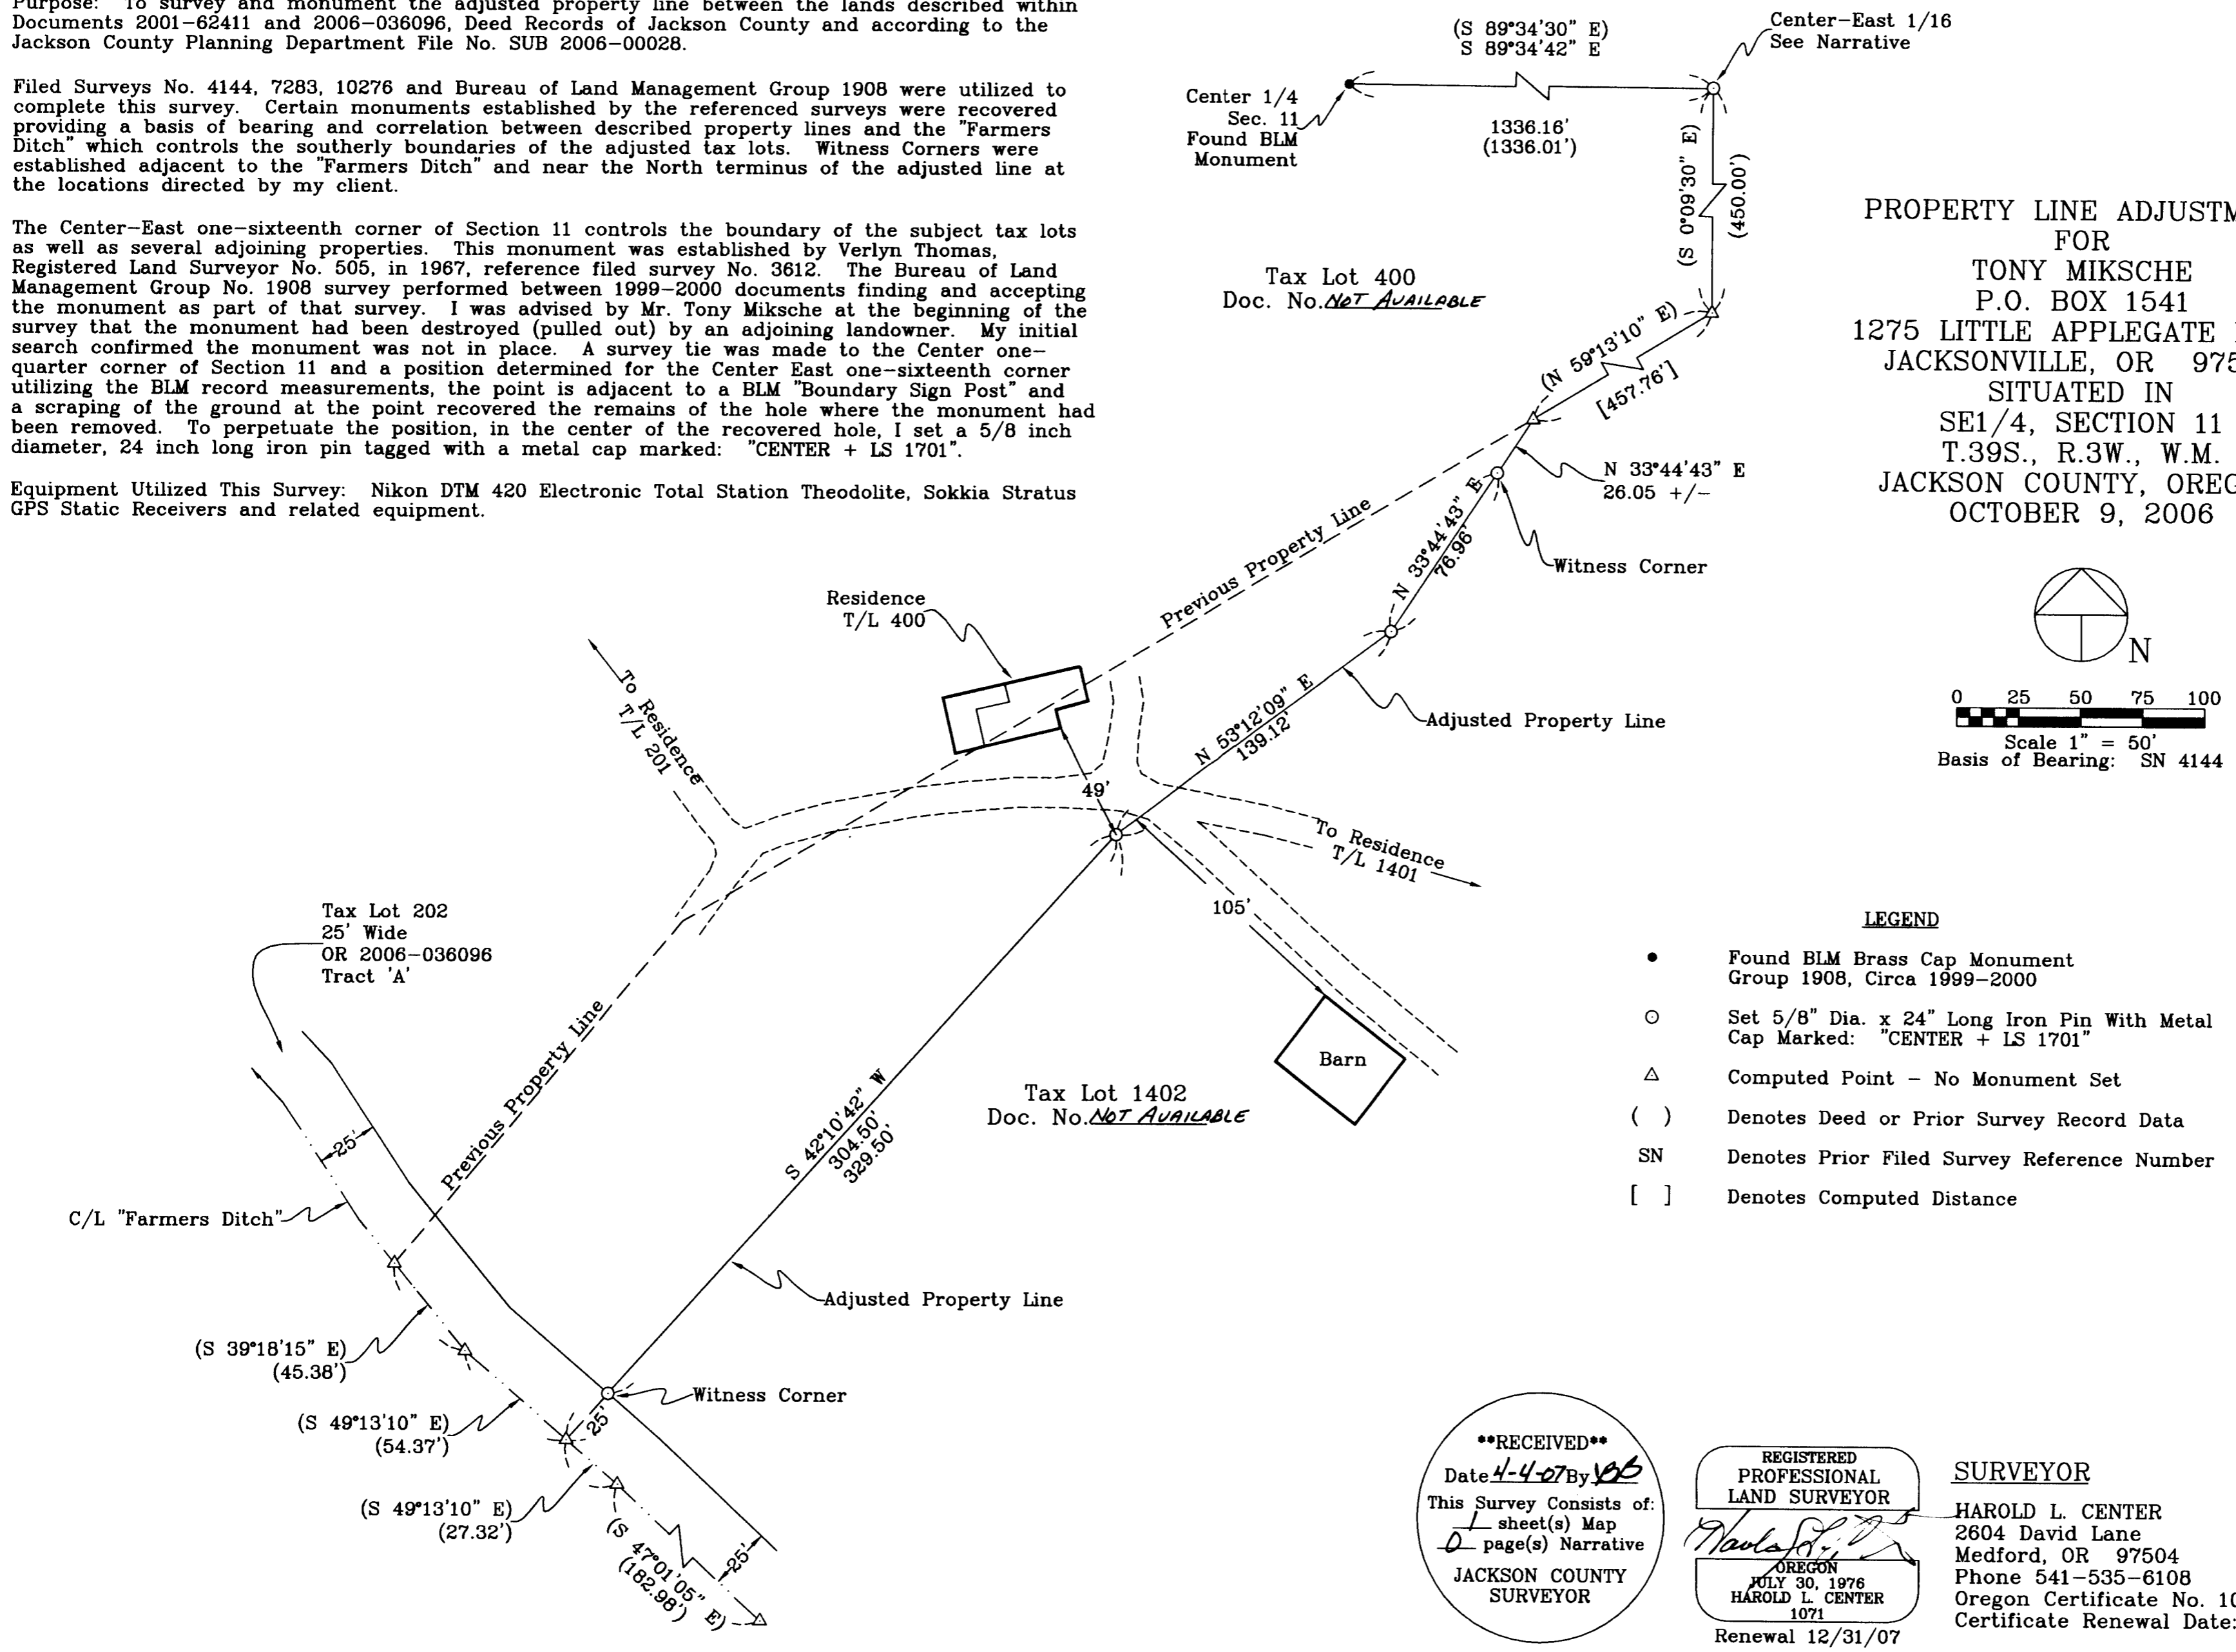 Purpose: To survey and monument the adjusted property line between the lands described within
Documents 2001-62411 and 2006-036096, Deed Records of Jackson County and according to the
Jackson County Planning Department File No. SUB 2006-00028.
Filed Surveys No. 4144, 7283, 10276 and Bureau of Land Management Group 1908 were utilized to
complete this survey. Certain monuments established by the referenced surveys were recovered
providing a basis of bearing and correlation between described property lines and the "Farmers
Ditch" which controls the southerly boundaries of the adjusted tax lots. Witness Corners were
established adjacent to the "Farmers Ditch" and near the North terminus of the adjusted line at
the locations directed by my client.
The Center-East one-sixteenth corner of Section 11 controls the boundary of the subject tax lots
as well as several adjoining properties. This monument was established by Verlyn Thomas,
Registered Land Surveyor No. 505, in 1967, reference filed survey No. 3612. The Bureau of Land
Management Group No. 1908 survey performed between 1999-2000 documents finding and accepting
the monument as part of that survey. I was advised by Mr. Tony Miksche at the beginning of the
survey that the monument had been destroyed (pulled out) by an adjoining landowner. My initial
search confirmed the monument was not in place. A survey tie was made to the Center one-
quarter corner of Section 11 and a position determined for the Center East one-sixteenth corner
utilizing the BLM record measurements, the point is adjacent to a BLM "Boundary Sign Post" and
a scraping of the ground at the point recovered the remains of the hole where the monument had
been removed. To perpetuate the position, in the center of the recovered hole, I set a 5/8 inch
diameter, 24 inch long iron pin tagged with a metal cap marked: "CENTER + LS 1701".
Equipment Utilized This Survey: Nikon DTM 420 Electronic Total Station Theodolite, Sokkia Stratus
GPS Static Receivers and related equipment.
(S 89°34'30" E)
S 89°34'42" E
Center-East 1/16
See Narrative
Center 1/4
Sec. 11
Found BLM
Monument
1336.16'
(1336.01')
(S 0°09'30" E)
(450.00')
Tax Lot 400
Doc. No. NOT AVAILABLE
(N 59°13'10" E)
[457.76']
N 33°44'43" E
26.05 +/-
N 33°44'43" E
76.96'
Witness Corner
Previous Property Line
PROPERTY LINE ADJUSTM
FOR
TONY MIKSCHE
P.O. BOX 1541
1275 LITTLE APPLEGATE
JACKSONVILLE, OR 975
SITUATED IN
SE1/4, SECTION 11
T.39S., R.3W., W.M.
JACKSON COUNTY, OREG
OCTOBER 9, 2006
N
0 25 50 75 100
Scale 1" = 50'
Basis of Bearing: SN 4144
Residence
T/L 400
To Residence
T/L 201
N 53°12'09" E
139.12'
Adjusted Property Line
49'
To Residence
T/L 1401
105'
Barn
Tax Lot 202
25' Wide
OR 2006-036096
Tract 'A'
Previous Property Line
25'
C/L "Farmers Ditch"
S 42°10'42" W
304.50'
329.50'
Tax Lot 1402
Doc. No. NOT AVAILABLE
Adjusted Property Line
(S 39°18'15" E)
(45.38')
Witness Corner
25'
(S 49°13'10" E)
(54.37')
(S 49°13'10" E)
(27.32')
(S 47°01'05" E)
(182.98')
25'
LEGEND
Found BLM Brass Cap Monument
Group 1908, Circa 1999-2000
Set 5/8" Dia. x 24" Long Iron Pin With Metal
Cap Marked: "CENTER + LS 1701"
Computed Point - No Monument Set
( ) Denotes Deed or Prior Survey Record Data
SN Denotes Prior Filed Survey Reference Number
[ ] Denotes Computed Distance
**RECEIVED**
Date 4-4-07 By BB
This Survey Consists of:
1 sheet(s) Map
0 page(s) Narrative
JACKSON COUNTY
SURVEYOR
REGISTERED
PROFESSIONAL
LAND SURVEYOR
OREGON
JULY 30, 1976
HAROLD L. CENTER
1071
Renewal 12/31/07
SURVEYOR
HAROLD L. CENTER
2604 David Lane
Medford, OR 97504
Phone 541-535-6108
Oregon Certificate No. 10
Certificate Renewal Date: